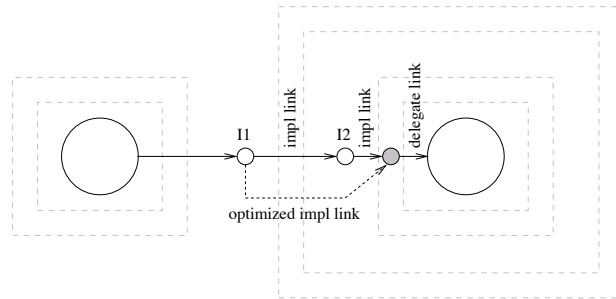 I1
impl link
I2
impl link
delegate link
optimized impl link